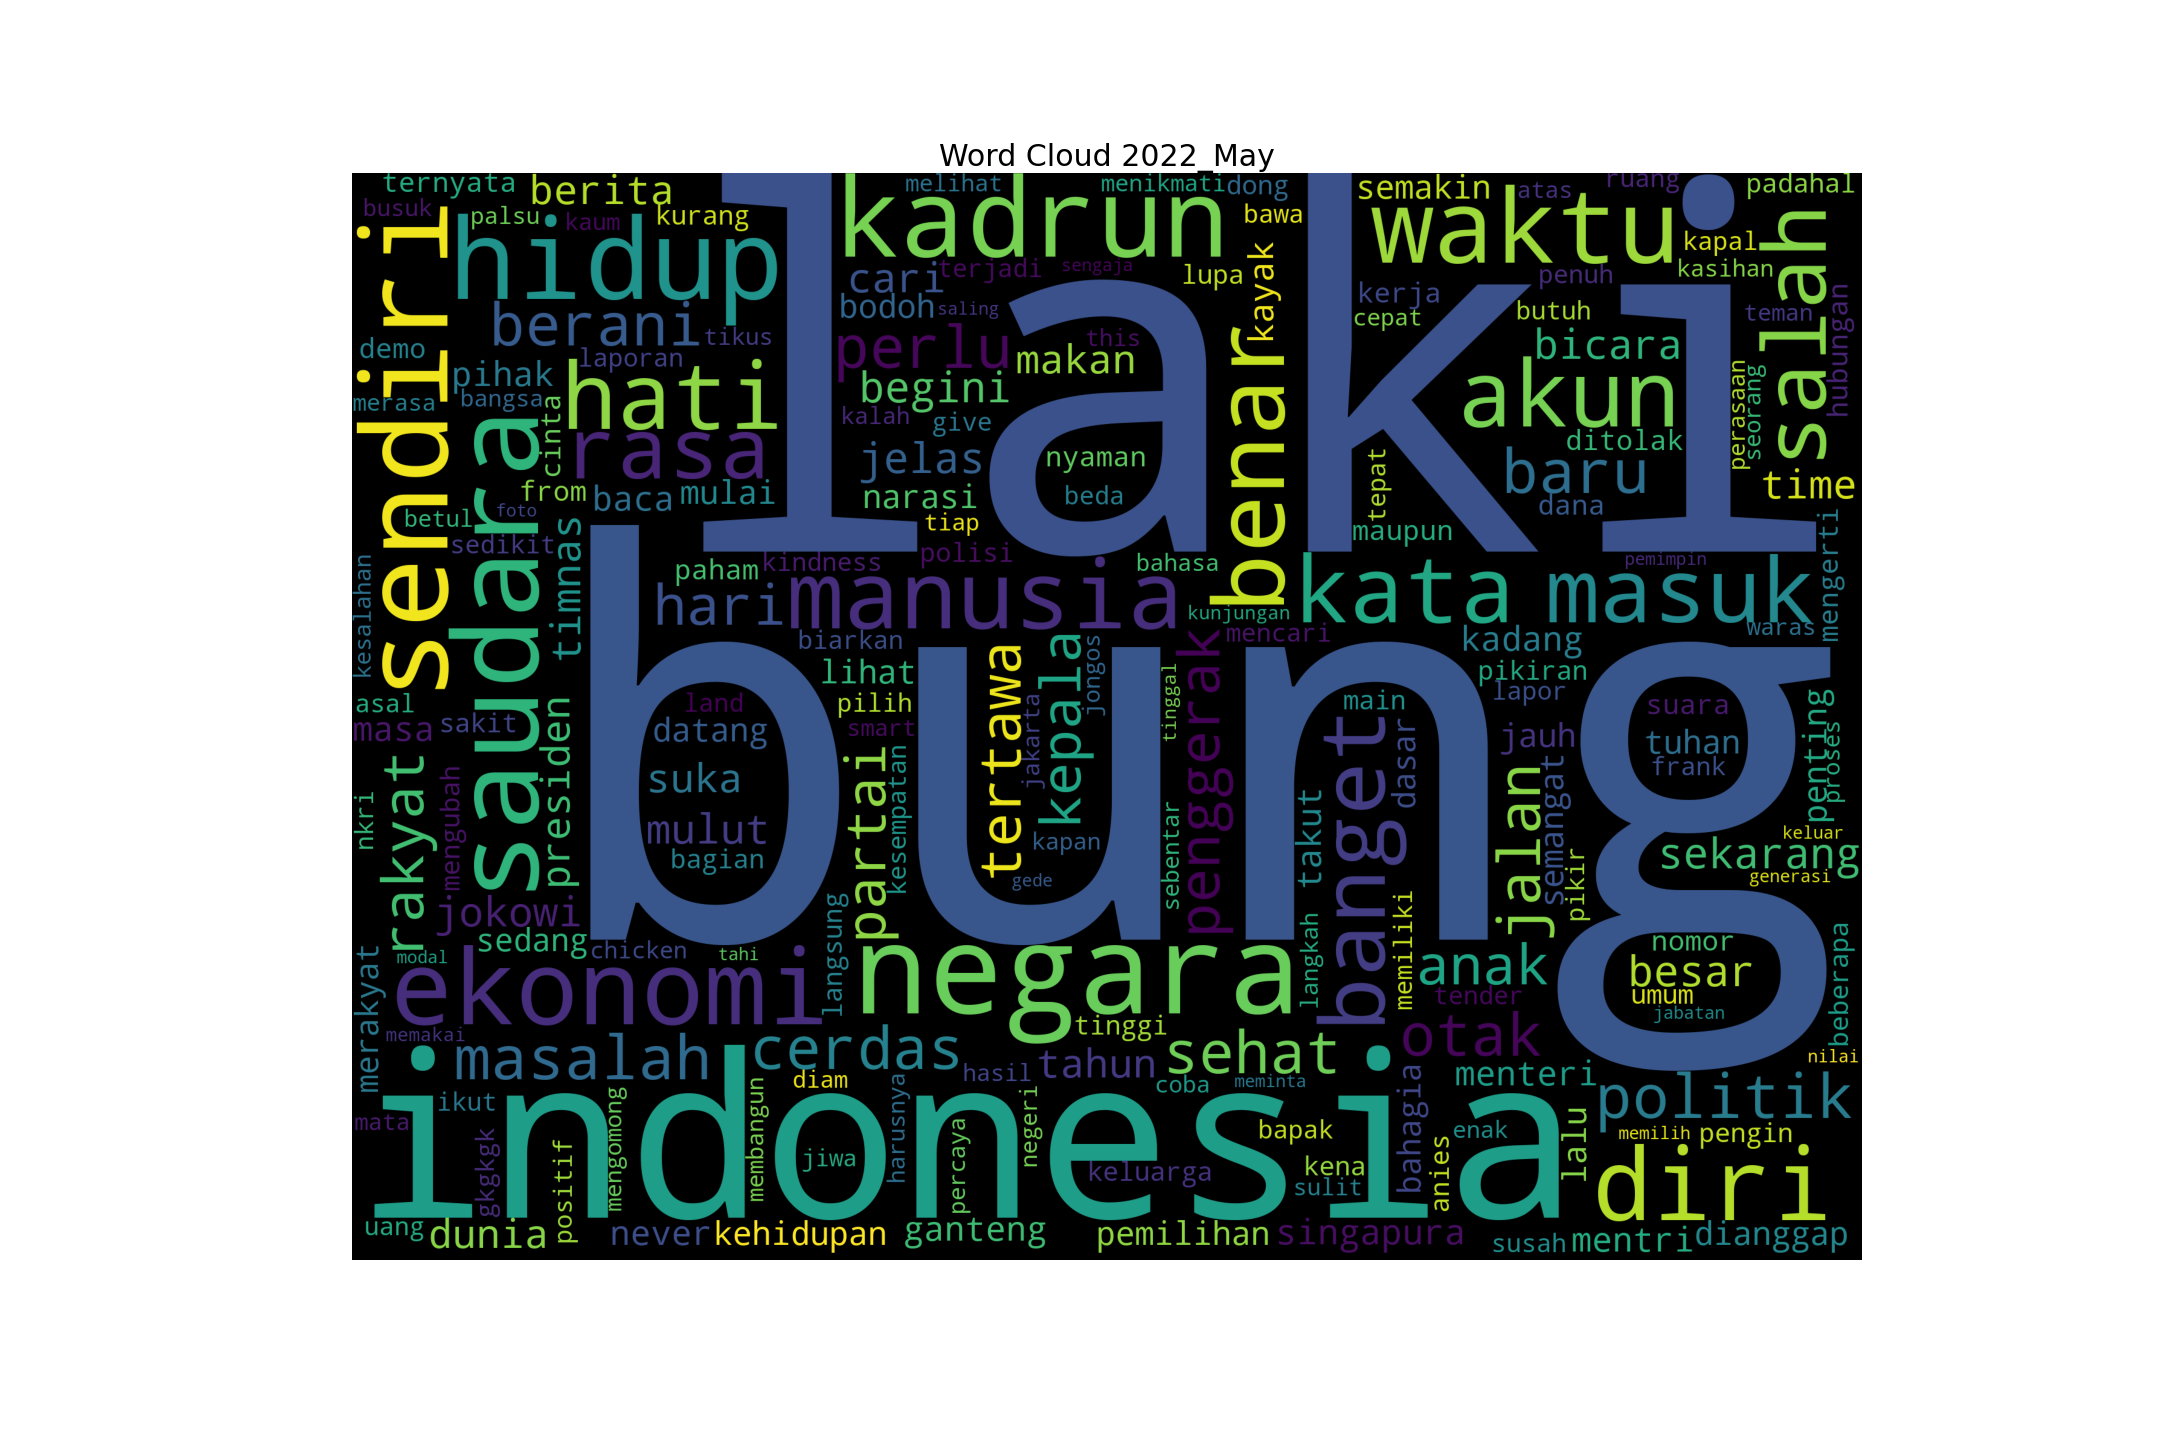 Word Cloud 2022_May
ternyata
berita
melihat
menikmati
dong
semakin
atas
ruang
padahal
busuk
palsu
kaum
kurang
kadrun
bawa
waktu
kapal
salah
sendiri
hidup
laki
cari
terjadi
sengaja
lupa
kayak
penuh
kasihan
berani
tikus
bodoh
saling
kerja
cepat
butuh
teman
hubungan
demo
laporan
perlu
this
makan
bicara
pihak
hati
begini
akun
merasa
bangsa
cinta
kalah
give
benar
perasaan
seorang
saudara
rasa
jelas
nyaman
ditolak
from
baca
mulai
narasi
beda
tepat
baru
time
betul
foto
tiap
dana
sedikit
timnas
polisi
maupun
mengerti
kesalahan
paham
kindness
bahasa
pemimpin
hari
manusia
kata
masuk
kunjungan
biarkan
mencari
kadang
waras
bung
lihat
tertawa
kepala
jongos
tinggal
penggerak
pikiran
asal
land
pilih
main
lapor
suara
penting
masa
sakit
presiden
datang
smart
jakarta
banget
dasar
jauh
tuhan
proses
rakyat
suka
partai
kesempatan
jalan
semangat
frank
nkri
mengubah
mulut
kapan
sebentar
takut
keluar
bagian
gede
pikir
sekarang
generasi
jokowi
sedang
chicken
tahi
langsung
langkah
memiliki
nomor
beberapa
merakyat
modal
ekonomi
negara
anak
besar
tender
umum
jabatan
memakai
masalah
cerdas
tinggi
tahun
sehat
otak
nilai
hasil
coba
meminta
menteri
politik
indonesia
diam
mata
ikut
mengomong
membangun
harusnya
negeri
bapak
bahagia
enak
lalu
memilih
pengin
gkgkgk
positif
jiwa
percaya
keluarga
kena
sulit
anies
diri
uang
dunia
never
kehidupan
ganteng
pemilihan
singapura
susah
mentri
dianggap